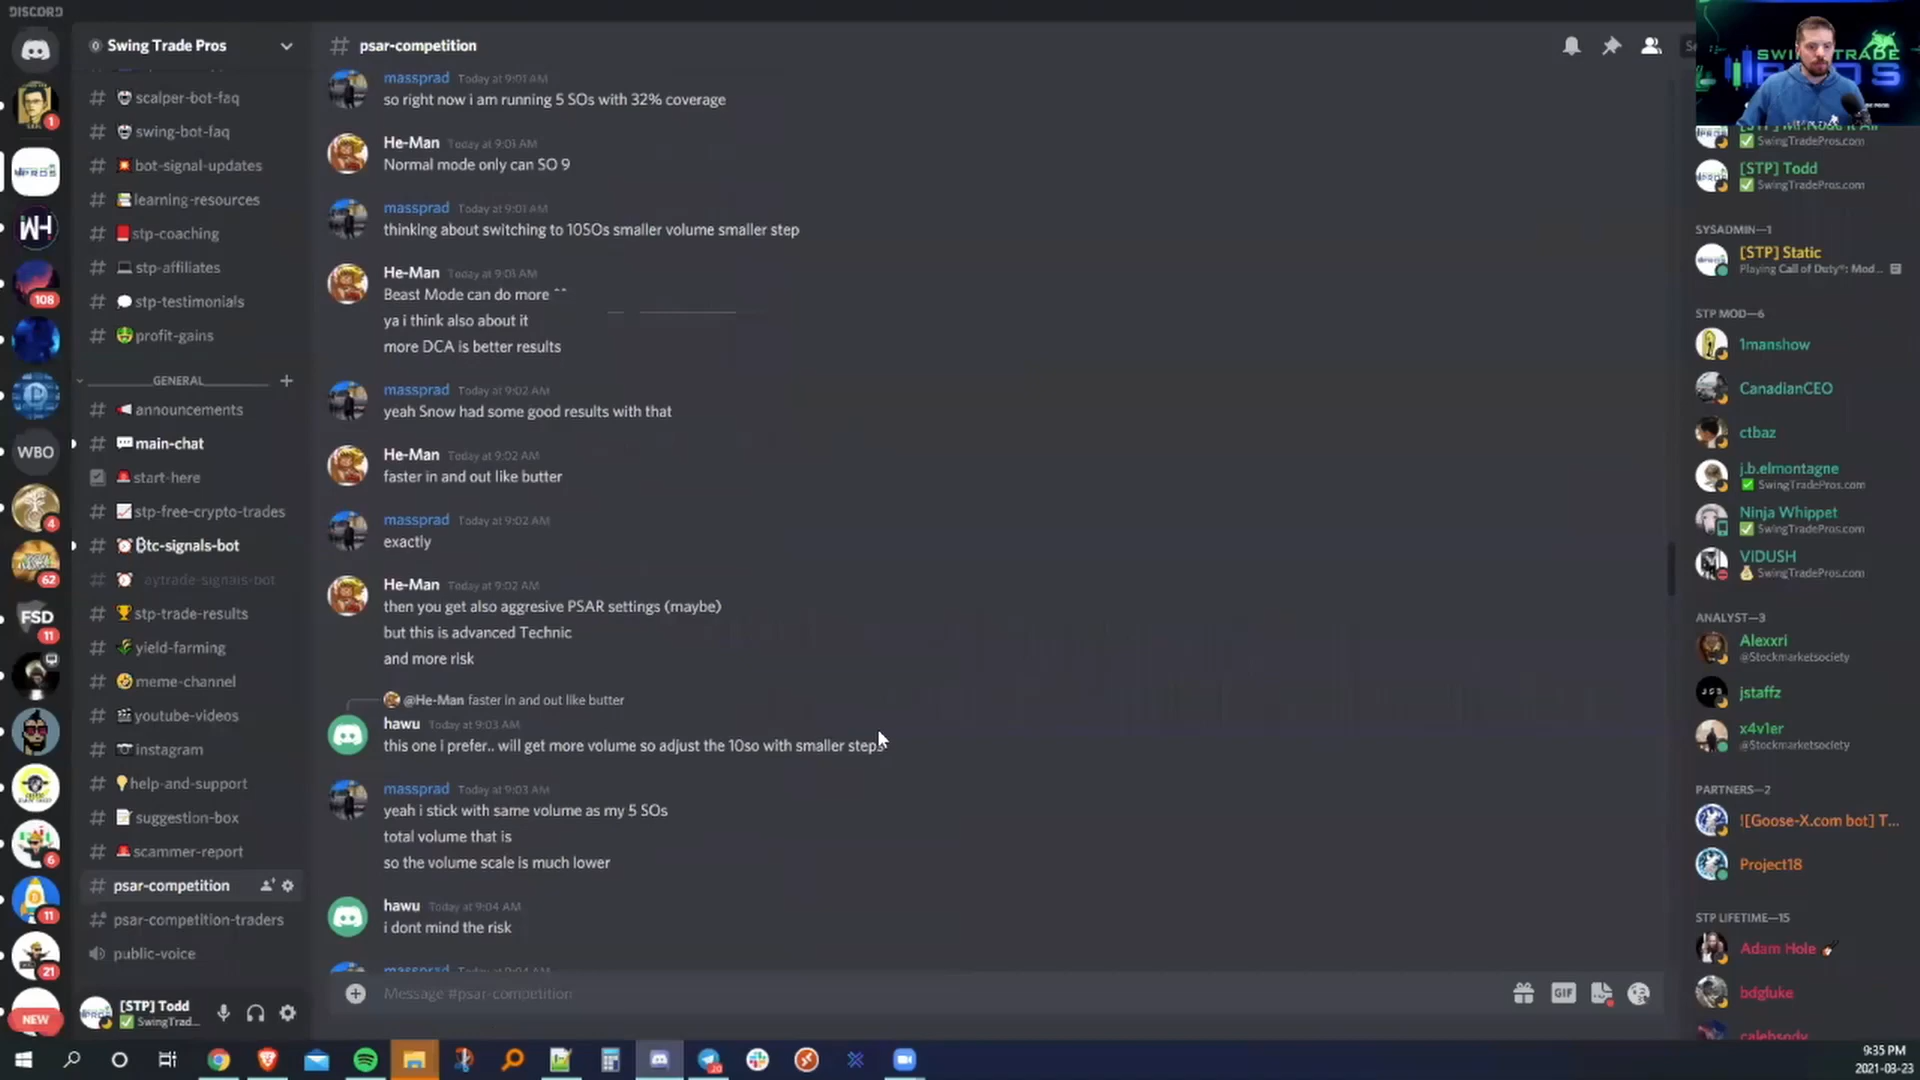 DISCORD
Swing Trade Pros
scalper-bot-faq
swing-bot-faq
bot-signal-updates
learning-resources
stp-coaching
stp-affiliates
stp-testimonials
profit-gains
GENERAL
announcements
main-chat
start-here
stp-free-crypto-trades
₿tc-signals-bot
aytrade-signals-bot
stp-trade-results
yield-farming
meme-channel
youtube-videos
instagram
help-and-support
suggestion-box
scammer-report
psar-competition
psar-competition-traders
public-voice
[STP] Todd
SwingTrad...
1
WH
108
WBO
4
62
FSD
11
6
11
21
NEW
# psar-competition
massprad Today at 9:01 AM
so right now i am running 5 SOs with 32% coverage
He-Man Today at 9:01 AM
Normal mode only can SO 9
massprad Today at 9:01 AM
thinking about switching to 10SOs smaller volume smaller step
He-Man Today at 9:01 AM
Beast Mode can do more ^^
ya i think also about it
more DCA is better results
massprad Today at 9:02 AM
yeah Snow had some good results with that
He-Man Today at 9:02 AM
faster in and out like butter
massprad Today at 9:02 AM
exactly
He-Man Today at 9:02 AM
then you get also aggresive PSAR settings (maybe)
but this is advanced Technic
and more risk
@He-Man faster in and out like butter
hawu Today at 9:03 AM
this one i prefer.. will get more volume so adjust the 10so with smaller steps
massprad Today at 9:03 AM
yeah i stick with same volume as my 5 SOs
total volume that is
so the volume scale is much lower
hawu Today at 9:04 AM
i dont mind the risk
massprad Today at 9:04 AM
Message #psar-competition
GIF
SwingTradePros.com
[STP] Todd
SwingTradePros.com
SYSADMIN—1
[STP] Static
Playing Call of Duty®: Mod...
STP MOD—6
1manshow
CanadianCEO
ctbaz
j.b.elmontagne
SwingTradePros.com
Ninja Whippet
SwingTradePros.com
VIDUSH
SwingTradePros.com
ANALYST—3
Alexxri
@Stockmarketsociety
jstaffz
x4v1er
@Stockmarketsociety
PARTNERS—2
![Goose-X.com bot] T...
Project18
STP LIFETIME—15
Adam Hole
bdgluke
calebsody
9:35 PM
2021-03-23